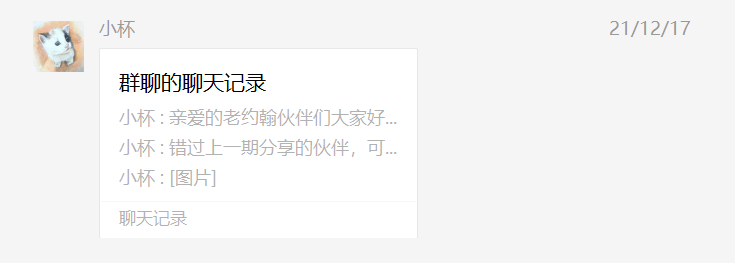 小杯
21/12/17
群聊的聊天记录
小杯 : 亲爱的老约翰伙伴们大家好...
小杯 : 错过上一期分享的伙伴，可...
小杯 : [图片]
聊天记录